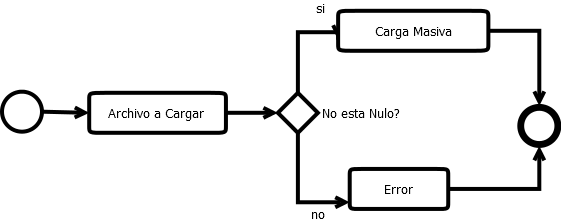 si
Carga Masiva
Archivo a Cargar
No esta Nulo?
Error
no